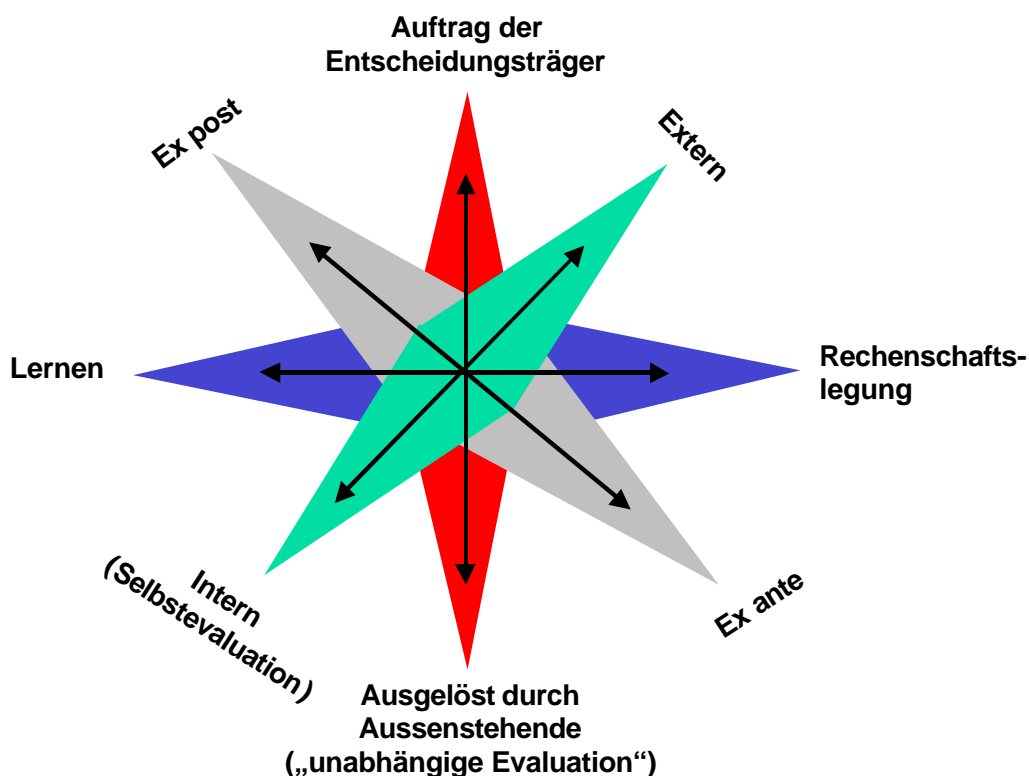 Auftrag der
Entscheidungsträger
Ex post
Extern
Lernen
Rechenschafts-
legung
Intern
(Selbstevaluation)
Ex ante
Ausgelöst durch
Aussenstehende
(„unabhängige Evaluation“)